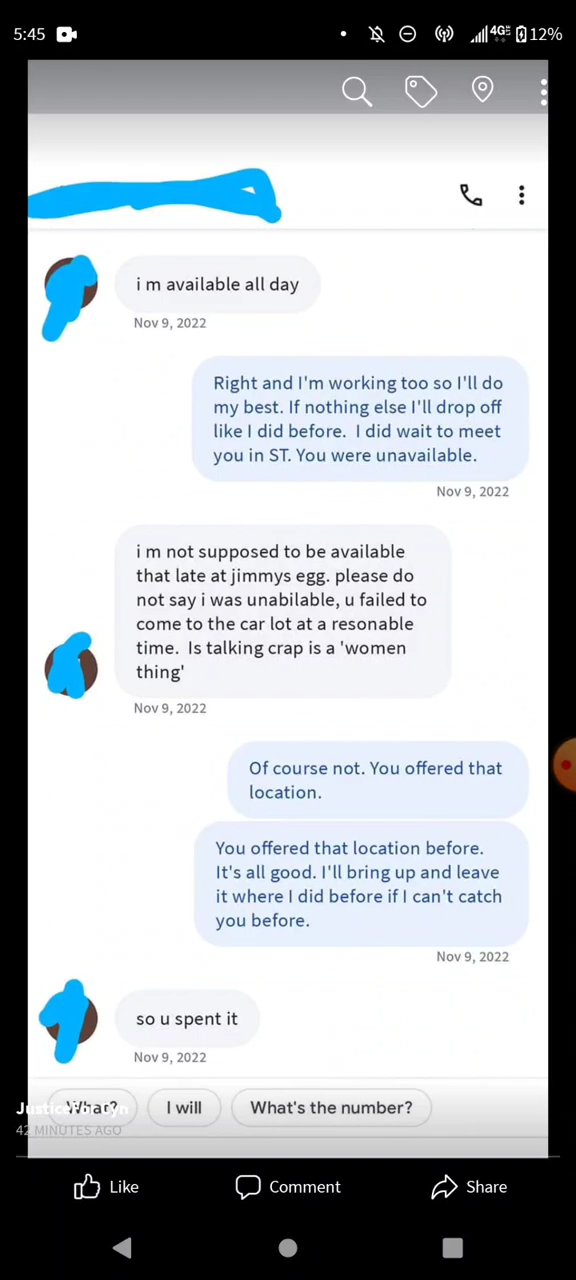 5:45
4G
12%
i m available all day
Nov 9, 2022
Right and I'm working too so I'll do
my best. If nothing else I'll drop off
like I did before.  I did wait to meet
you in ST. You were unavailable.
Nov 9, 2022
i m not supposed to be available
that late at jimmys egg. please do
not say i was unabilable, u failed to
come to the car lot at a resonable
time.  Is talking crap is a 'women
thing'
Nov 9, 2022
Of course not. You offered that
location.
You offered that location before.
It's all good. I'll bring up and leave
it where I did before if I can't catch
you before.
Nov 9, 2022
so u spent it
Nov 9, 2022
What? I will What's the number?
JusticeForCyn
42 MINUTES AGO
Like Comment Share